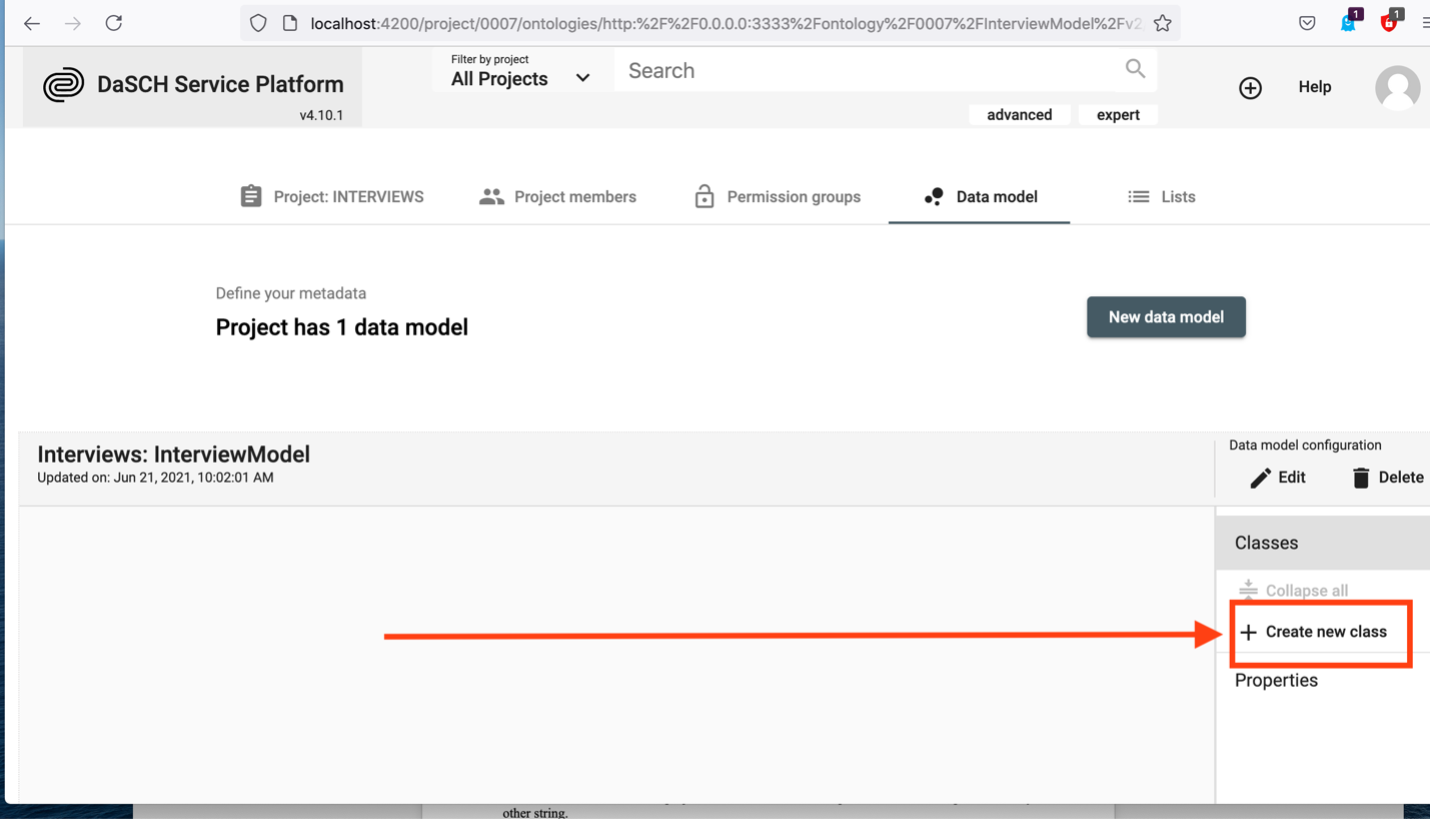 localhost:4200/project/0007/ontologies/http:%2F%2F0.0.0.0:3333%2Fontology%2F0007%2FInterviewModel%2Fv2
1
1
DaSCH Service Platform
v4.10.1
Filter by project
All Projects
Search
advanced
expert
Help
Project: INTERVIEWS
Project members
Permission groups
Data model
Lists
Define your metadata
Project has 1 data model
New data model
Interviews: InterviewModel
Updated on: Jun 21, 2021, 10:02:01 AM
Data model configuration
Edit
Delete
Classes
Collapse all
Create new class
Properties
other string.